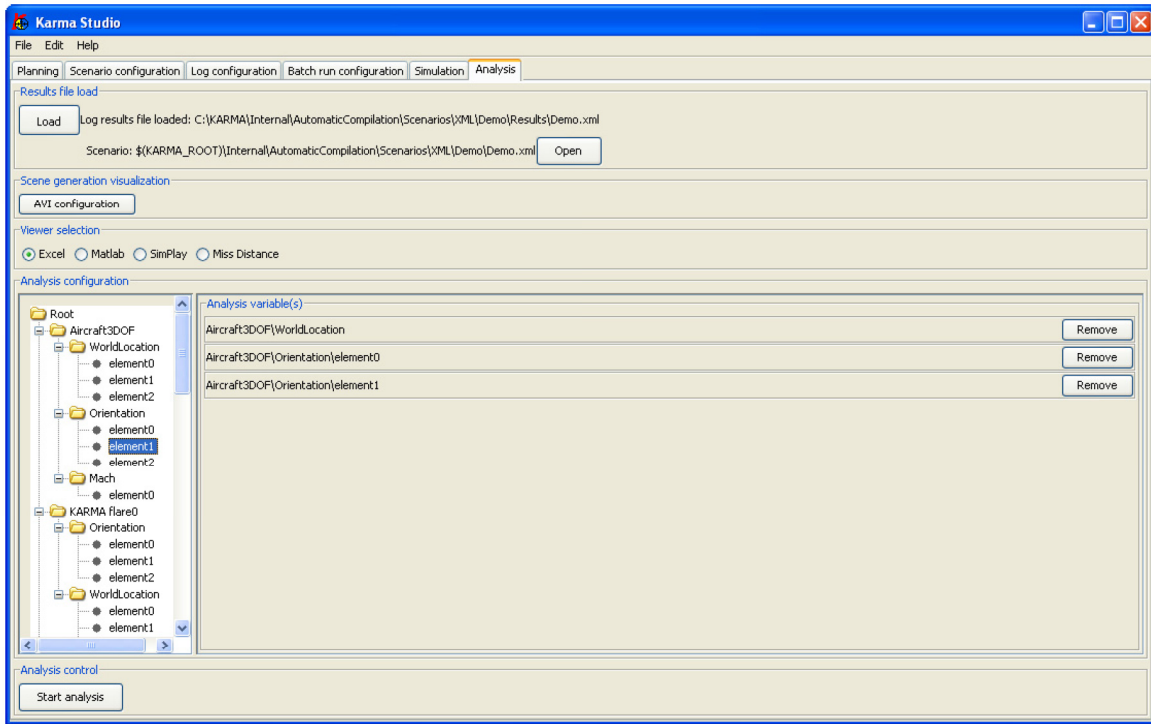 Karma Studio
File Edit Help
Planning Scenario configuration Log configuration Batch run configuration Simulation Analysis
Results file load
Load Log results file loaded: C:\KARMA\Internal\AutomaticCompilation\Scenarios\XML\Demo\Results\Demo.xml
Scenario: $(KARMA_ROOT)\Internal\AutomaticCompilation\Scenarios\XML\Demo\Demo.xml Open
Scene generation visualization
AVI configuration
Viewer selection
Excel Matlab SimPlay Miss Distance
Analysis configuration
Root
Aircraft3DOF
WorldLocation
element0
element1
element2
Orientation
element0
element1
element2
Mach
element0
KARMA flare0
Orientation
element0
element1
element2
WorldLocation
element0
element1
Analysis variable(s)
Aircraft3DOF\WorldLocation Remove
Aircraft3DOF\Orientation\element0 Remove
Aircraft3DOF\Orientation\element1 Remove
Analysis control
Start analysis